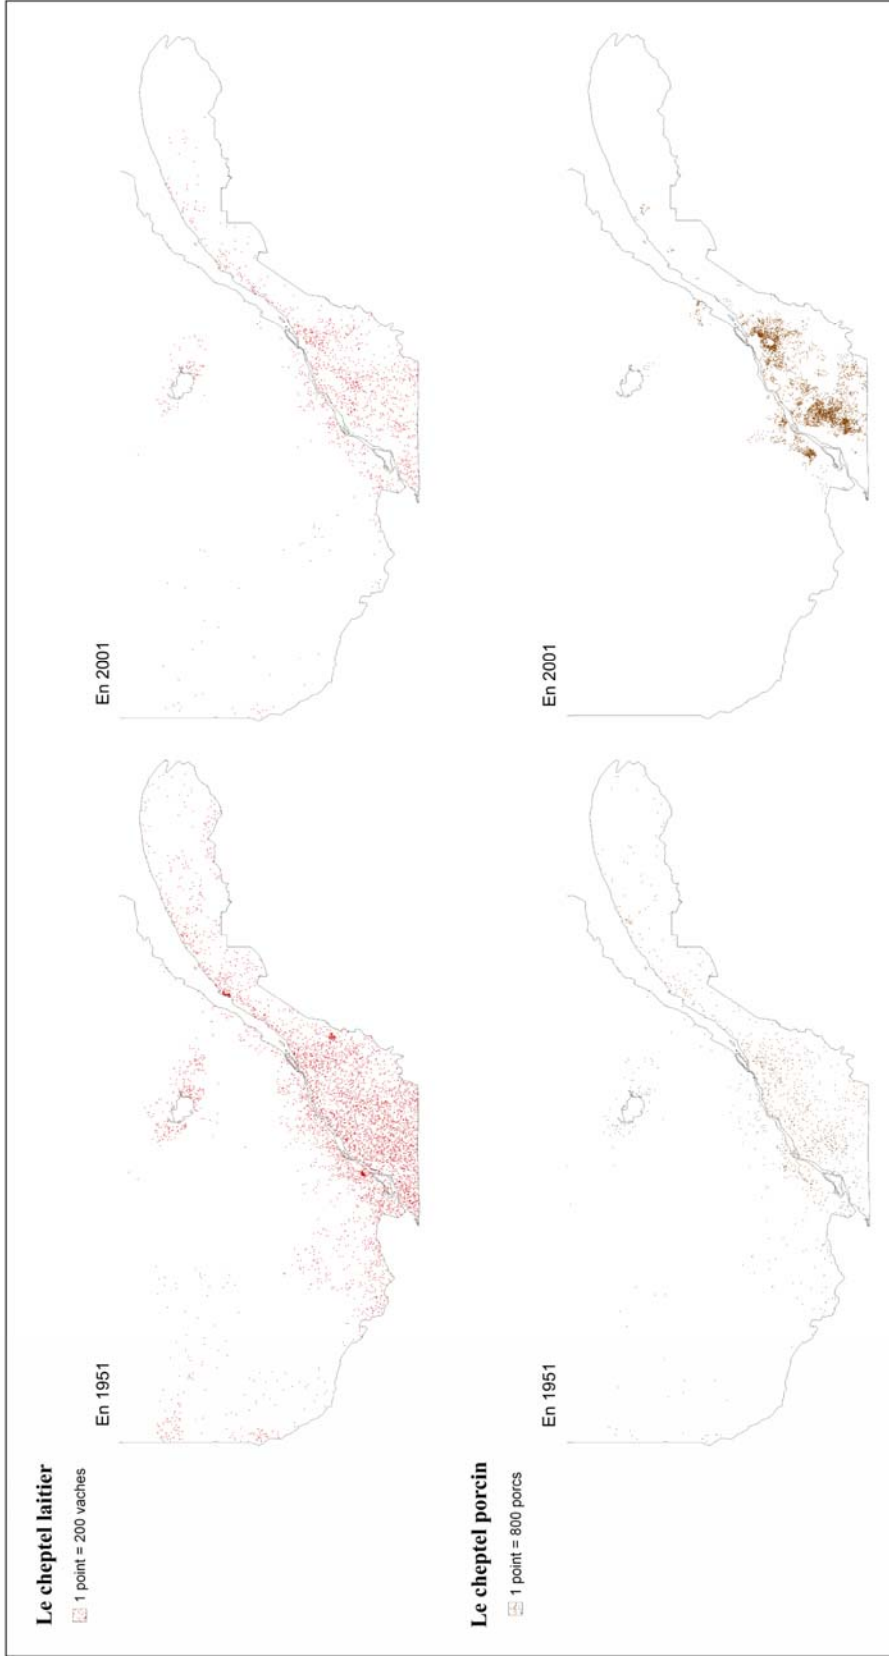 Le cheptel laitier
1 point = 200 vaches
En 1951
En 2001
Le cheptel porcin
1 point = 800 porcs
En 1951
En 2001